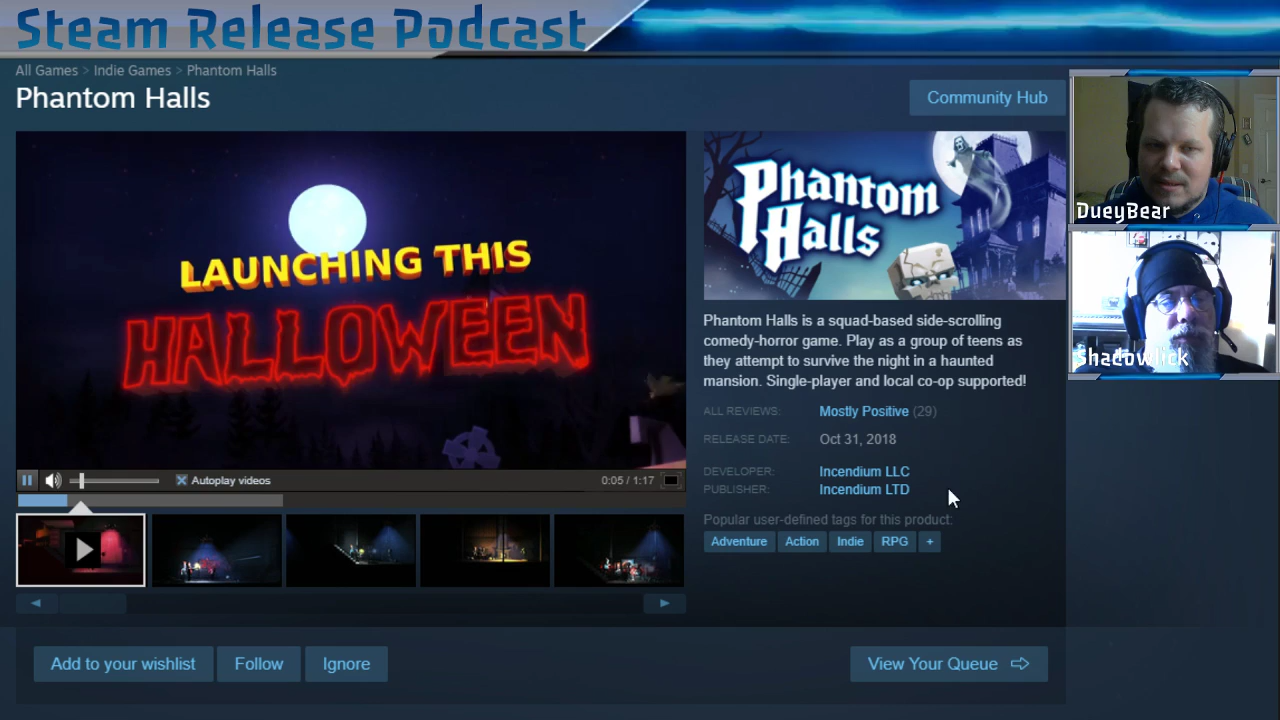 Steam Release Podcast
All Games > Indie Games > Phantom Halls
Phantom Halls
Community Hub
LAUNCHING THIS
HALLOWEEN
Autoplay videos
0:05 / 1:17
Phantom
Halls
Phantom Halls is a squad-based side-scrolling
comedy-horror game. Play as a group of teens as
they attempt to survive the night in a haunted
mansion. Single-player and local co-op supported!
ALL REVIEWS: Mostly Positive (29)
RELEASE DATE: Oct 31, 2018
DEVELOPER: Incendium LLC
PUBLISHER: Incendium LTD
Popular user-defined tags for this product:
Adventure Action Indie RPG +
DueyBear
Shadowlick
Add to your wishlist Follow Ignore View Your Queue